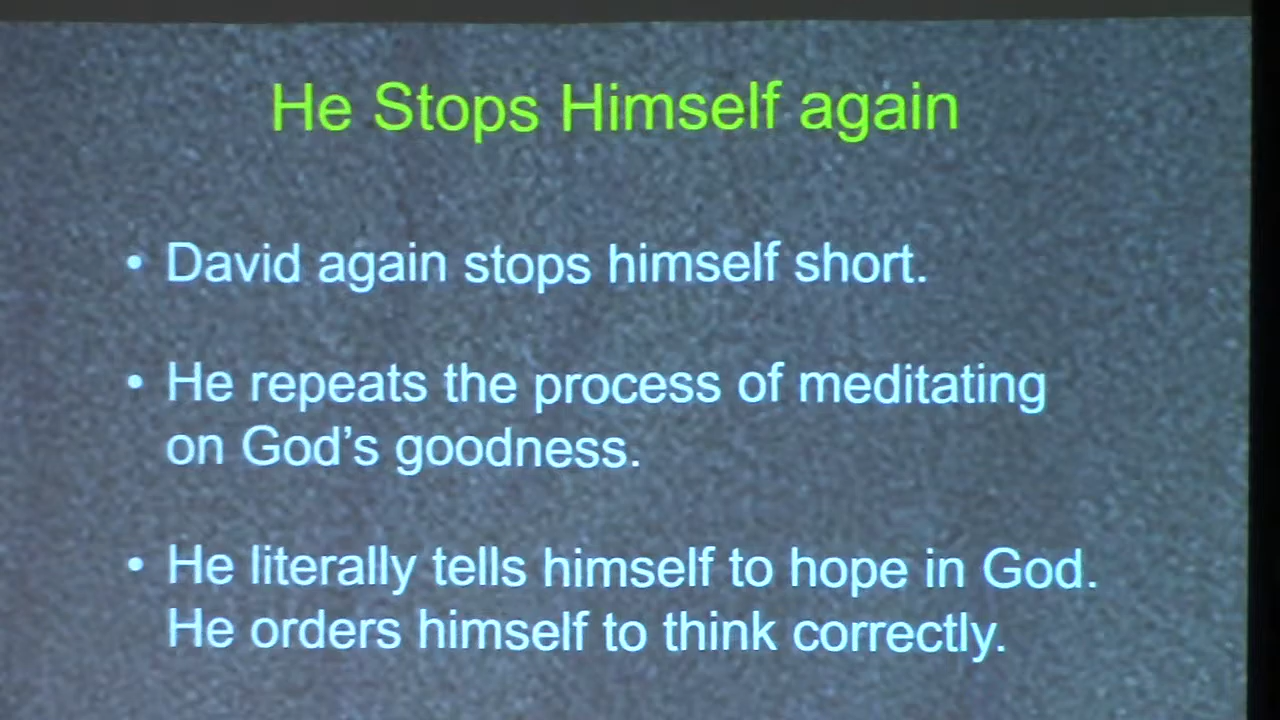 He Stops Himself again
• David again stops himself short.
• He repeats the process of meditating
on God’s goodness.
• He literally tells himself to hope in God.
He orders himself to think correctly.